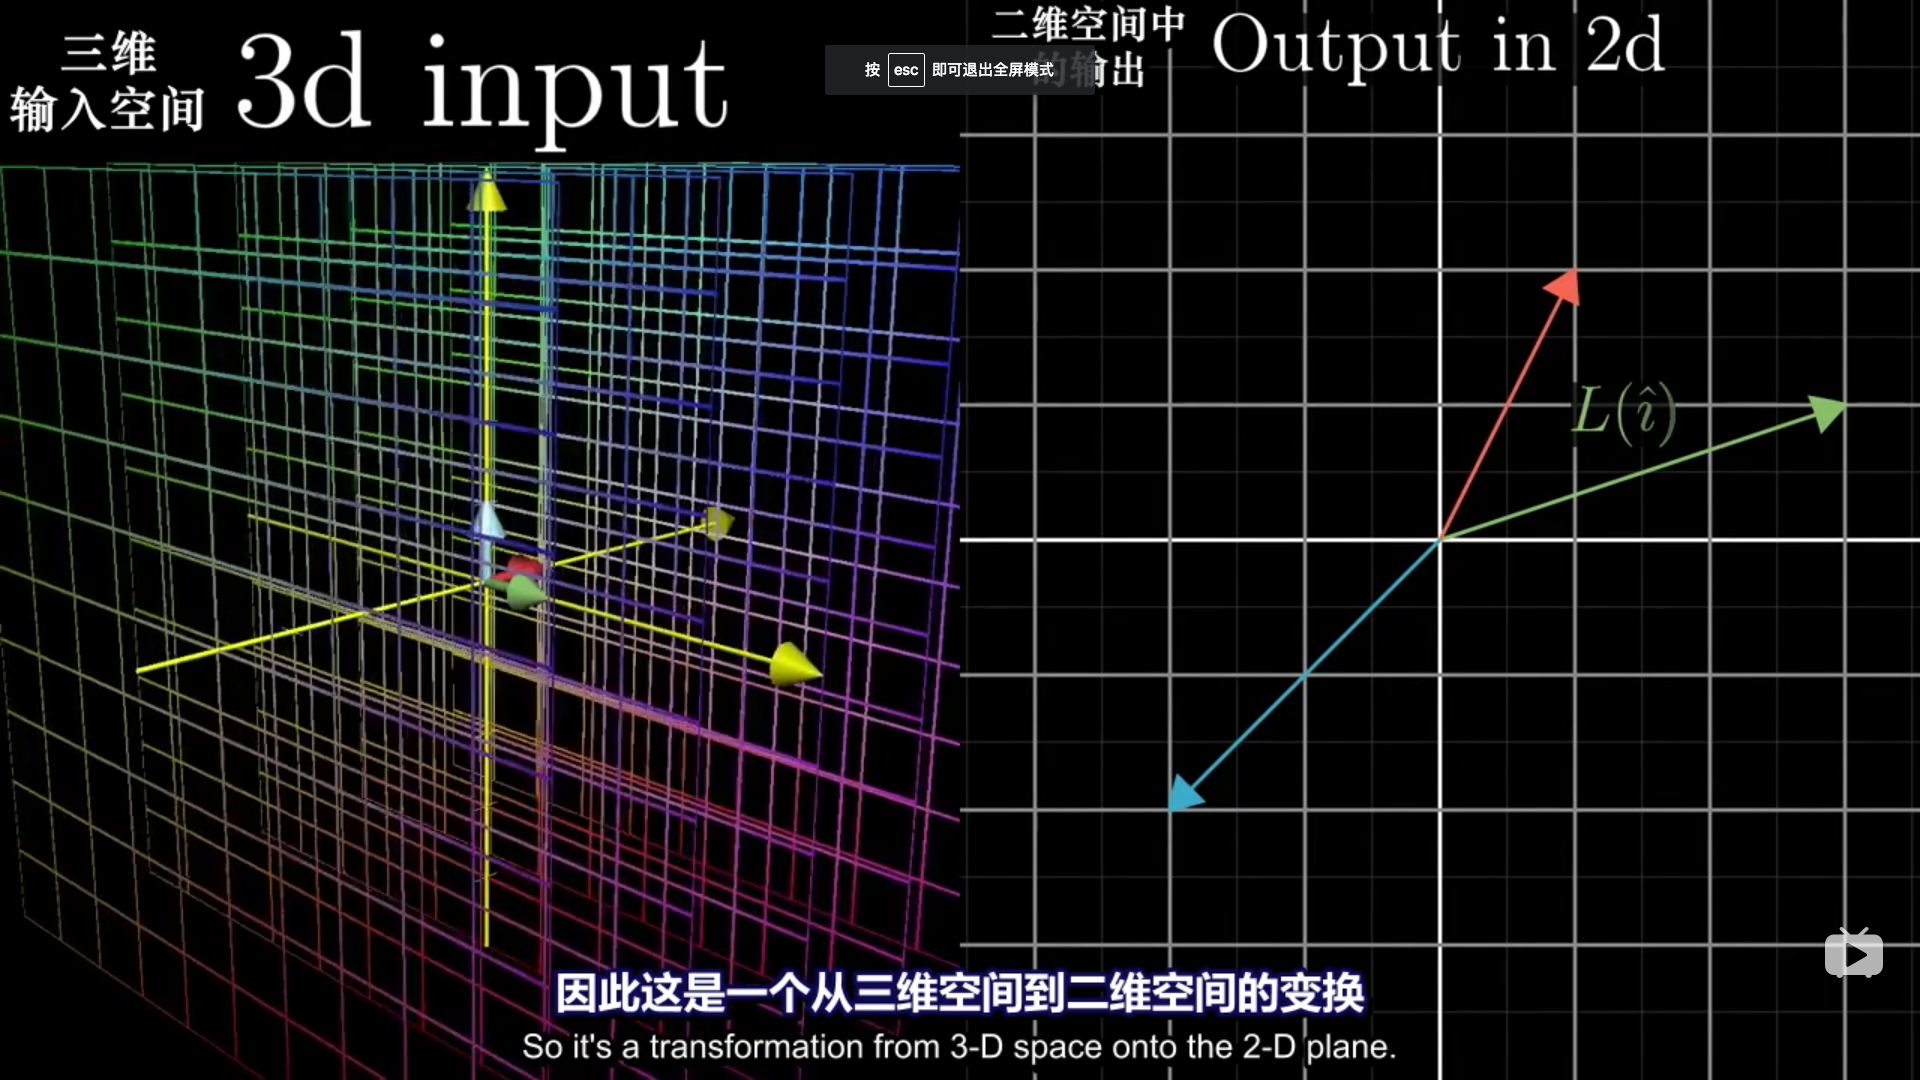 三维
输入空间
3d input
二维空间中
的输出
Output in 2d
按 esc 即可退出全屏模式
L(î)
因此这是一个从三维空间到二维空间的变换
So it's a transformation from 3-D space onto the 2-D plane.